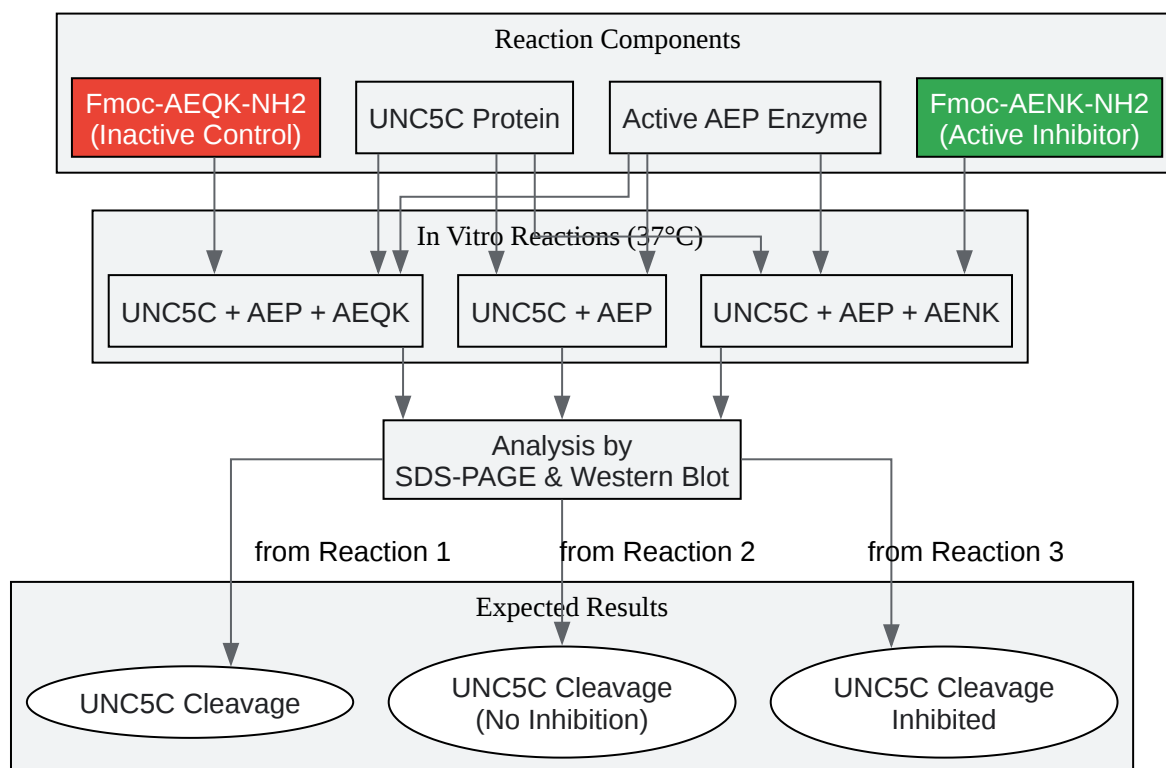 Reaction Components
Fmoc-AEQK-NH2
(Inactive Control)
UNC5C Protein
Active AEP Enzyme
Fmoc-AENK-NH2
(Active Inhibitor)
In Vitro Reactions (37°C)
UNC5C + AEP + AEQK
UNC5C + AEP
UNC5C + AEP + AENK
Analysis by
SDS-PAGE & Western Blot
from Reaction 1
from Reaction 2
from Reaction 3
Expected Results
UNC5C Cleavage
UNC5C Cleavage
(No Inhibition)
UNC5C Cleavage
Inhibited